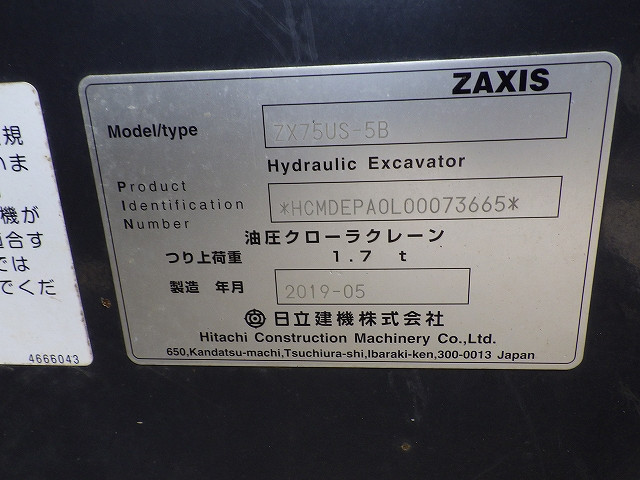 ZAXIS
Model/type
ZX75US-5B
Hydraulic Excavator
Product
Identification
Number
*HCMDEPA0L00073665*
油圧クローラクレーン
つり上荷重 1.7 t
製造 年月 2019-05
日立建機株式会社
Hitachi Construction Machinery Co.,Ltd.
650,Kandatsu-machi,Tsuchiura-shi,Ibaraki-ken,300-0013 Japan
規
いま
機が
適合す
では
でくだ
4666043